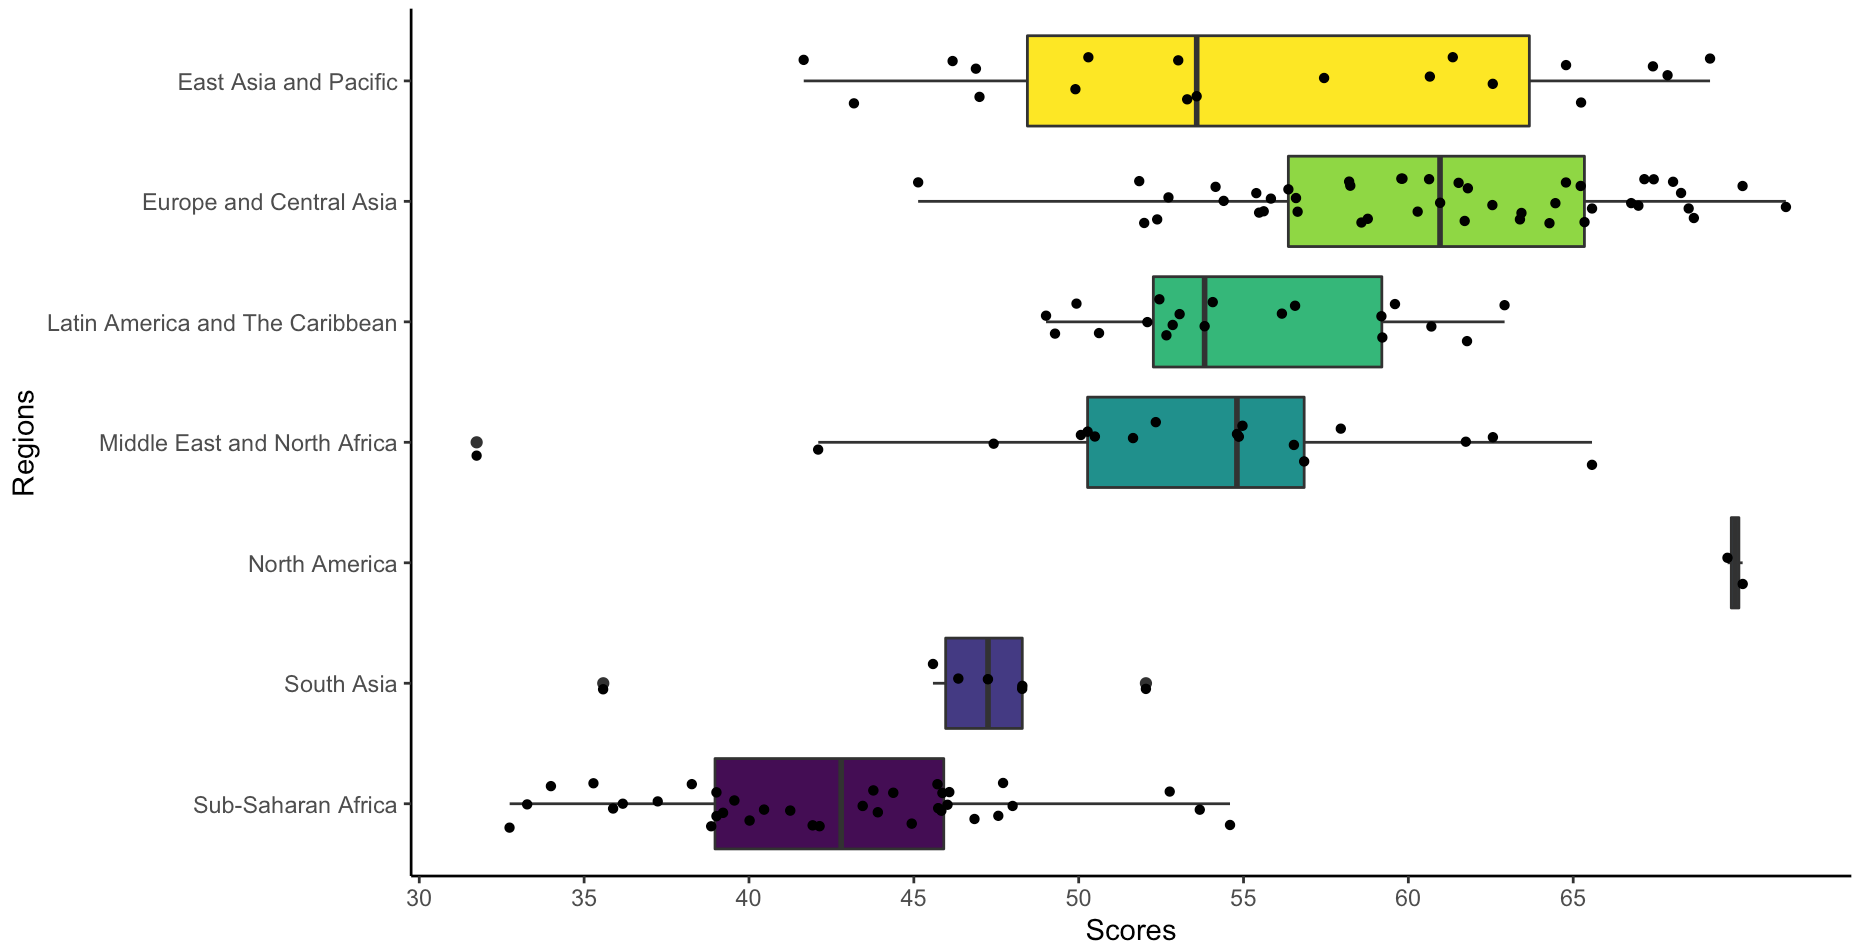 East Asia and Pacific
Europe and Central Asia
Latin America and The Caribbean
Middle East and North Africa
North America
South Asia
Sub-Saharan Africa
Regions
30 35 40 45 50 55 60 65
Scores